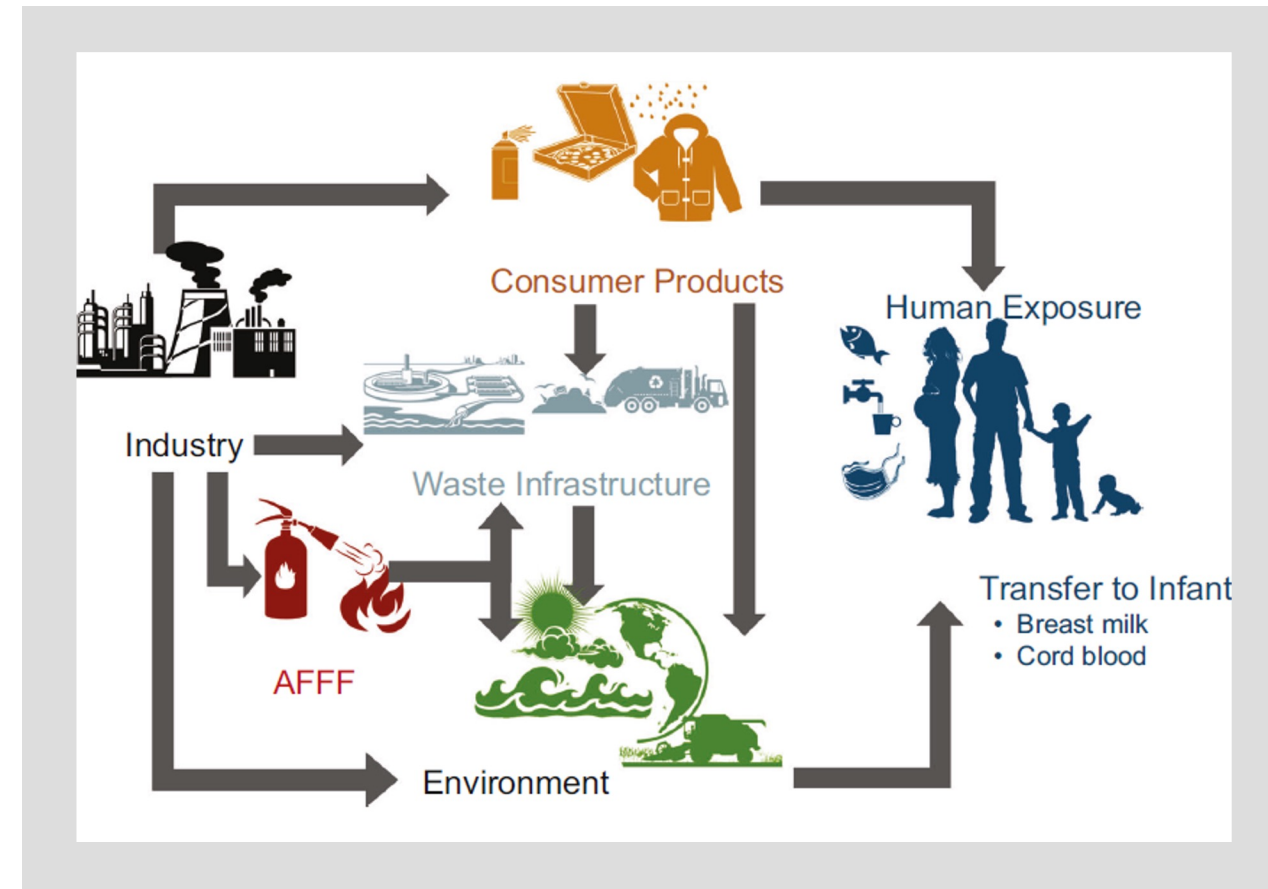 Consumer Products
Human Exposure
Industry
Waste Infrastructure
Transfer to Infant
• Breast milk
• Cord blood
AFFF
Environment